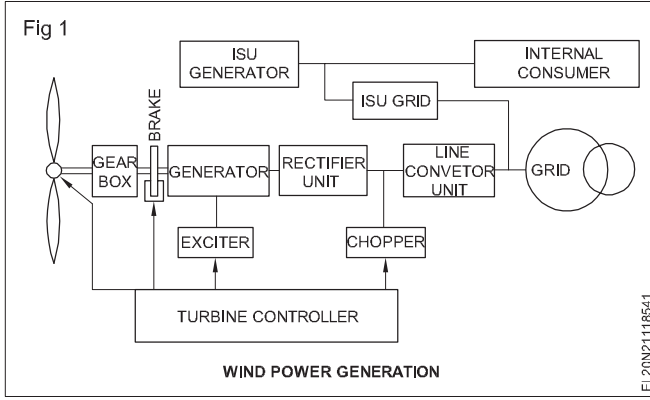 Fig 1
ISU
GENERATOR
INTERNAL
CONSUMER
ISU GRID
BRAKE
GEAR
BOX
GENERATOR
RECTIFIER
UNIT
LINE
CONVETOR
UNIT
GRID
EXCITER
CHOPPER
TURBINE CONTROLLER
WIND POWER GENERATION
EL20N21118541